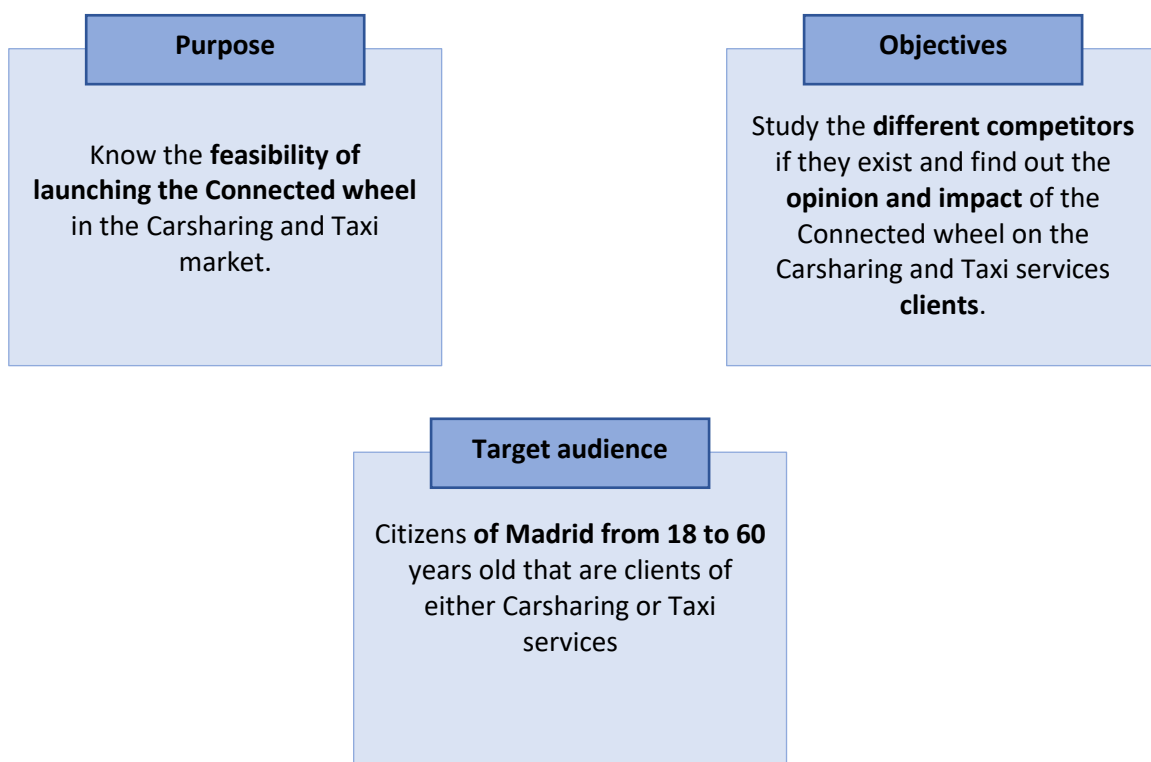 Purpose
Know the feasibility of
launching the Connected wheel
in the Carsharing and Taxi
market.
Objectives
Study the different competitors
if they exist and find out the
opinion and impact of the
Connected wheel on the
Carsharing and Taxi services
clients.
Target audience
Citizens of Madrid from 18 to 60
years old that are clients of
either Carsharing or Taxi
services